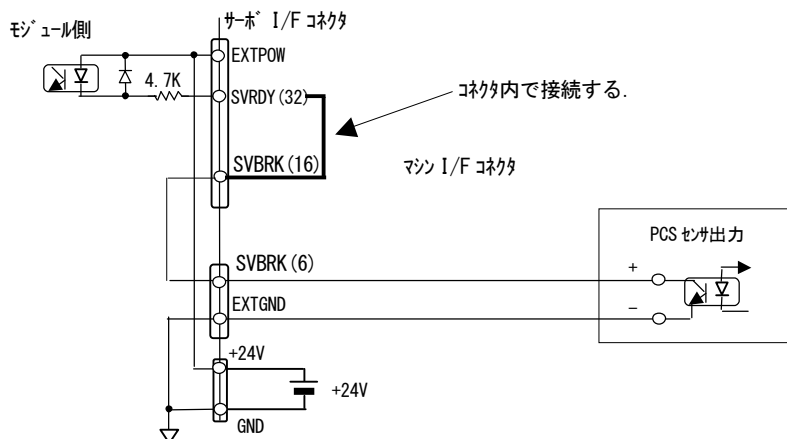 サーボ I/F コネクタ
モジュール側
EXTPOW
4.7K
SVRDY(32)
コネクタ内で接続する.
SVBRK(16)
マシン I/F コネクタ
PCS センサ出力
SVBRK(6)
+
EXTGND
−
+24V
+24V
GND